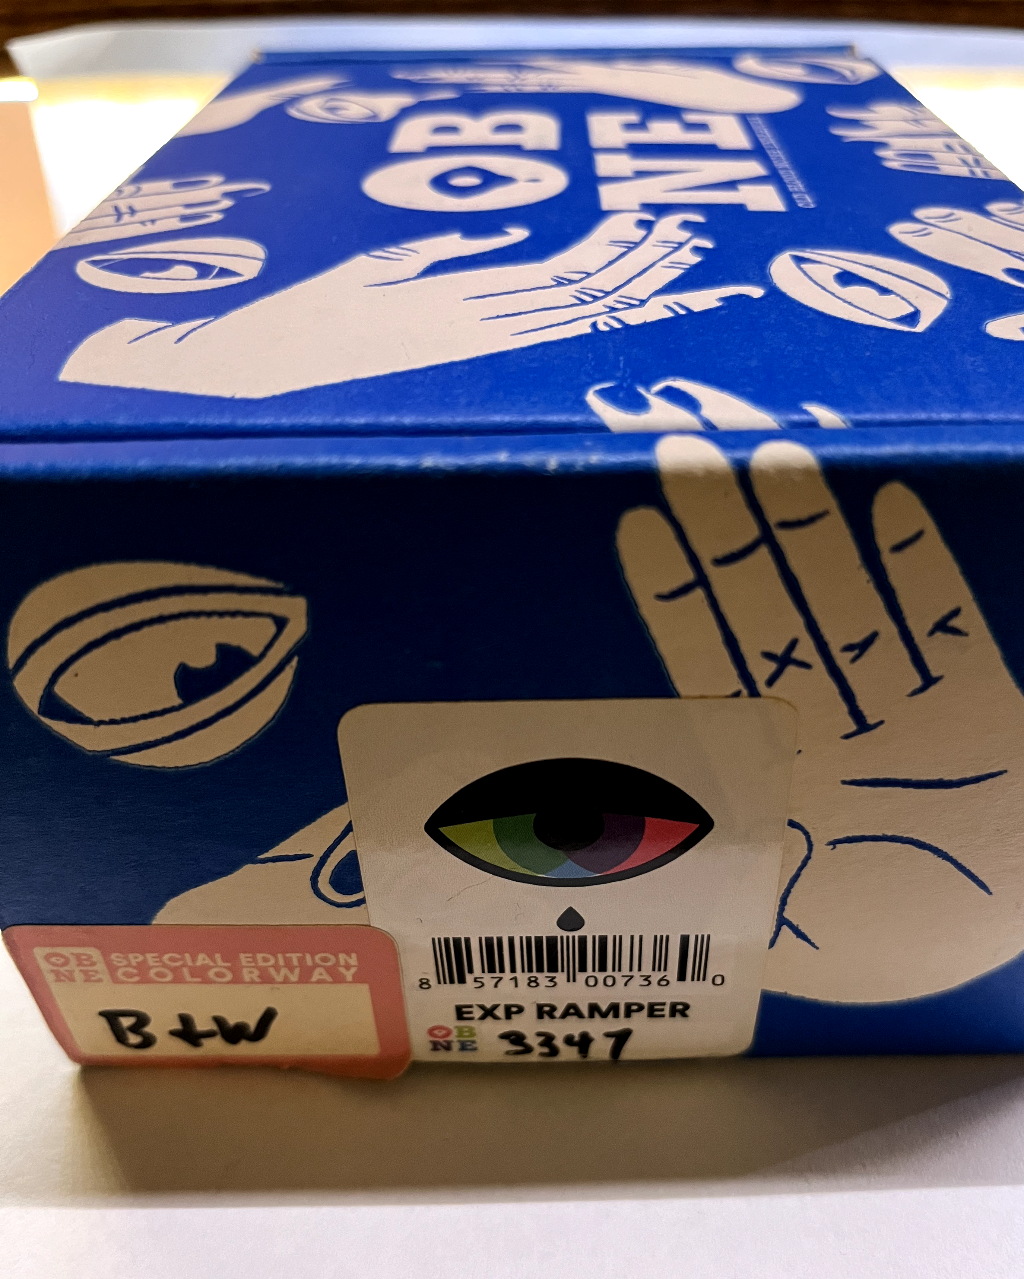 OB
NE
SPECIAL EDITION
COLORWAY
OB
NE
B+W
8 57183 00736 0
EXP RAMPER
OB
NE
3347